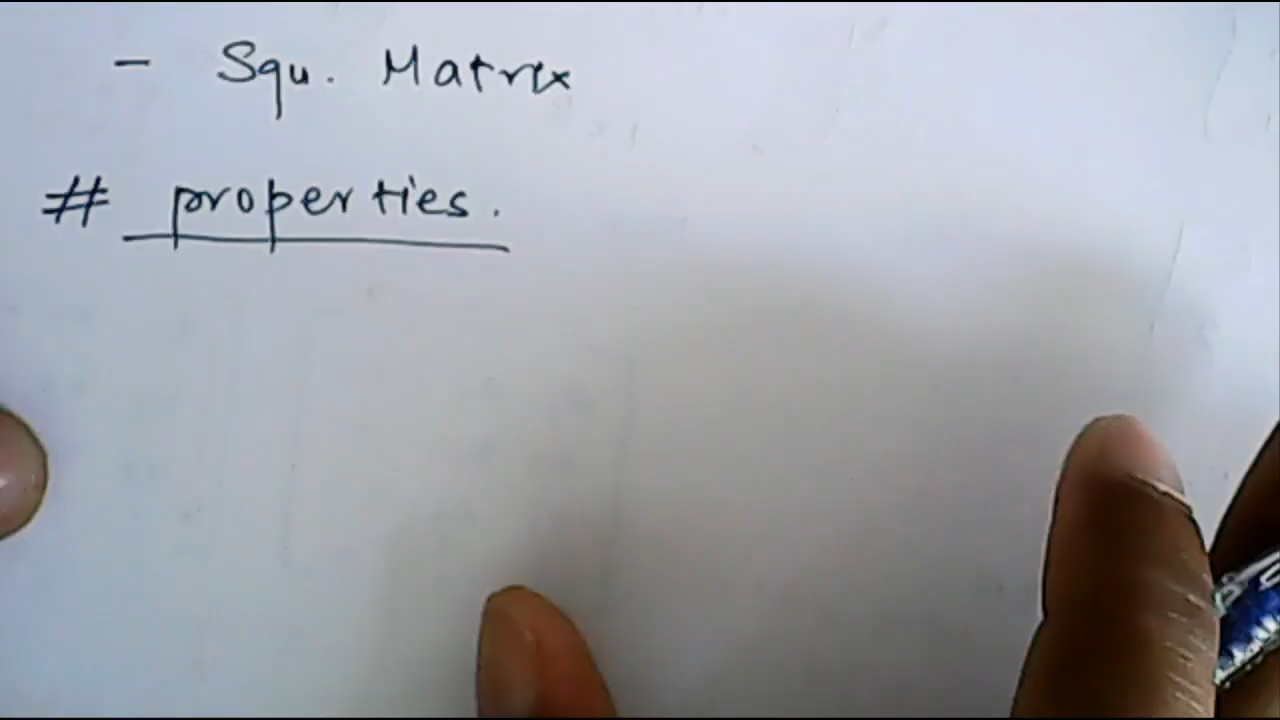 - Squ. Matrix
# properties.